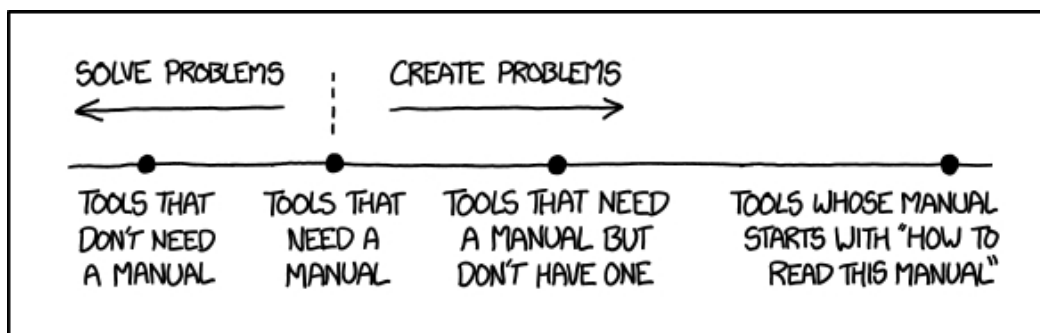 SOLVE PROBLEMS
CREATE PROBLEMS
TOOLS THAT
DON'T NEED
A MANUAL
TOOLS THAT
NEED A
MANUAL
TOOLS THAT NEED
A MANUAL BUT
DON'T HAVE ONE
TOOLS WHOSE MANUAL
STARTS WITH "HOW TO
READ THIS MANUAL"